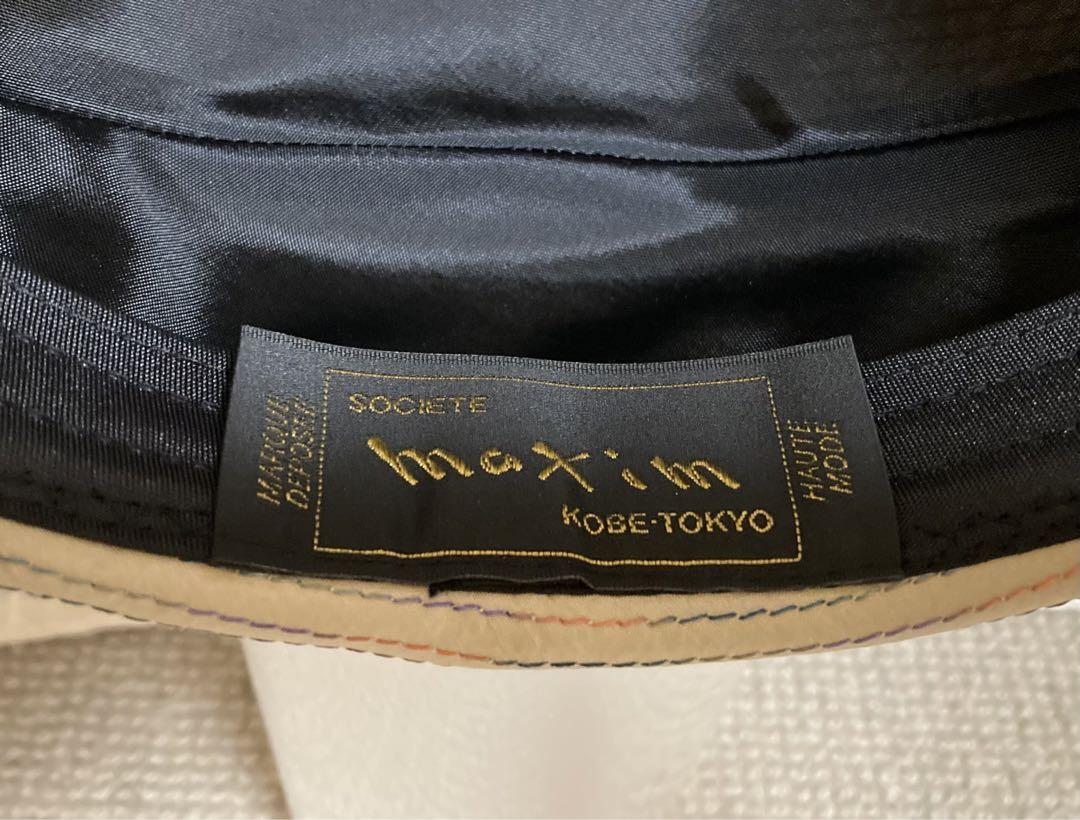 MARQUE
DEPOSEE
SOCIETE
maxim
KOBE-TOKYO
HAUTE
MODE